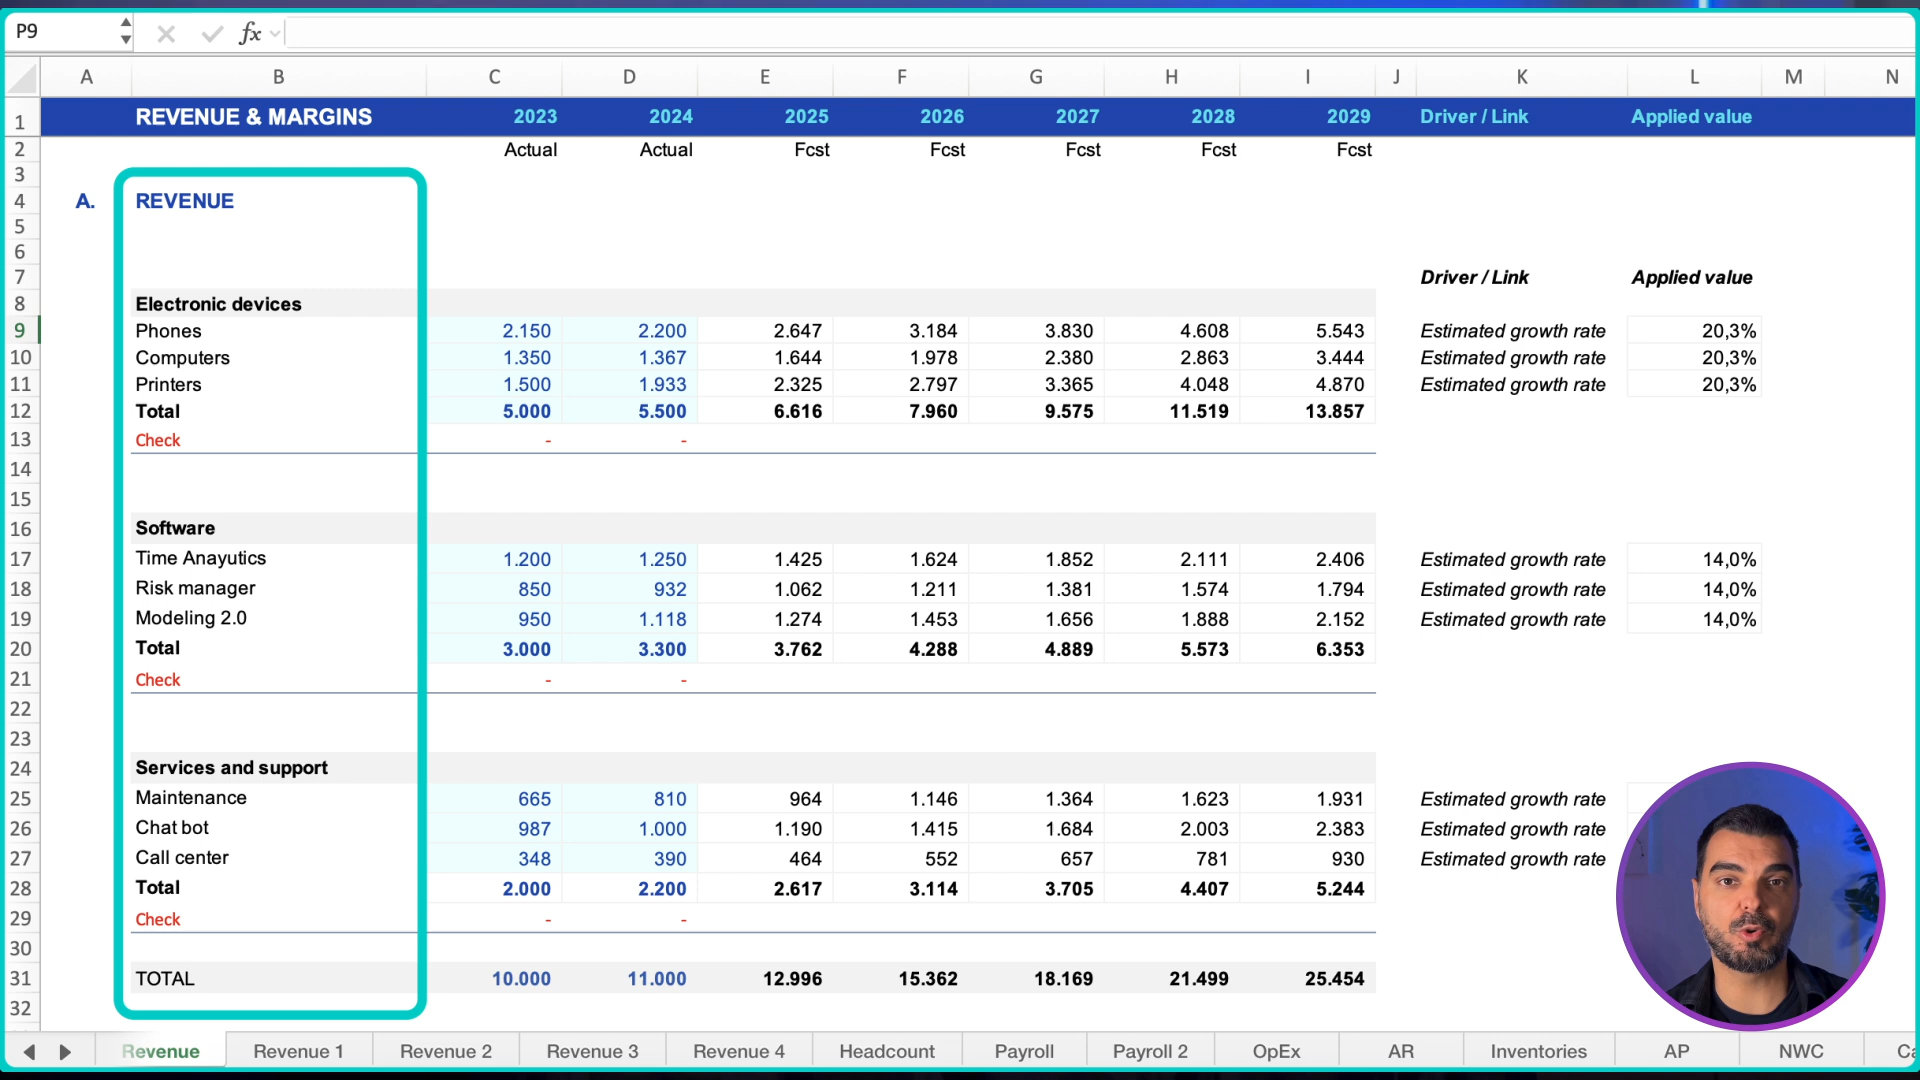 P9 fx
A B C D E F G H I J K L M N
1 REVENUE & MARGINS 2023 2024 2025 2026 2027 2028 2029 Driver / Link Applied value
2 Actual Actual Fcst Fcst Fcst Fcst Fcst
3
4 A. REVENUE
5
6
7 Driver / Link Applied value
8 Electronic devices
9 Phones 2.150 2.200 2.647 3.184 3.830 4.608 5.543 Estimated growth rate 20,3%
10 Computers 1.350 1.367 1.644 1.978 2.380 2.863 3.444 Estimated growth rate 20,3%
11 Printers 1.500 1.933 2.325 2.797 3.365 4.048 4.870 Estimated growth rate 20,3%
12 Total 5.000 5.500 6.616 7.960 9.575 11.519 13.857
13 Check - -
14
15
16 Software
17 Time Anayutics 1.200 1.250 1.425 1.624 1.852 2.111 2.406 Estimated growth rate 14,0%
18 Risk manager 850 932 1.062 1.211 1.381 1.574 1.794 Estimated growth rate 14,0%
19 Modeling 2.0 950 1.118 1.274 1.453 1.656 1.888 2.152 Estimated growth rate 14,0%
20 Total 3.000 3.300 3.762 4.288 4.889 5.573 6.353
21 Check - -
22
23
24 Services and support
25 Maintenance 665 810 964 1.146 1.364 1.623 1.931 Estimated growth rate
26 Chat bot 987 1.000 1.190 1.415 1.684 2.003 2.383 Estimated growth rate
27 Call center 348 390 464 552 657 781 930 Estimated growth rate
28 Total 2.000 2.200 2.617 3.114 3.705 4.407 5.244
29 Check - -
30
31 TOTAL 10.000 11.000 12.996 15.362 18.169 21.499 25.454
32
Revenue Revenue 1 Revenue 2 Revenue 3 Revenue 4 Headcount Payroll Payroll 2 OpEx AR Inventories AP NWC